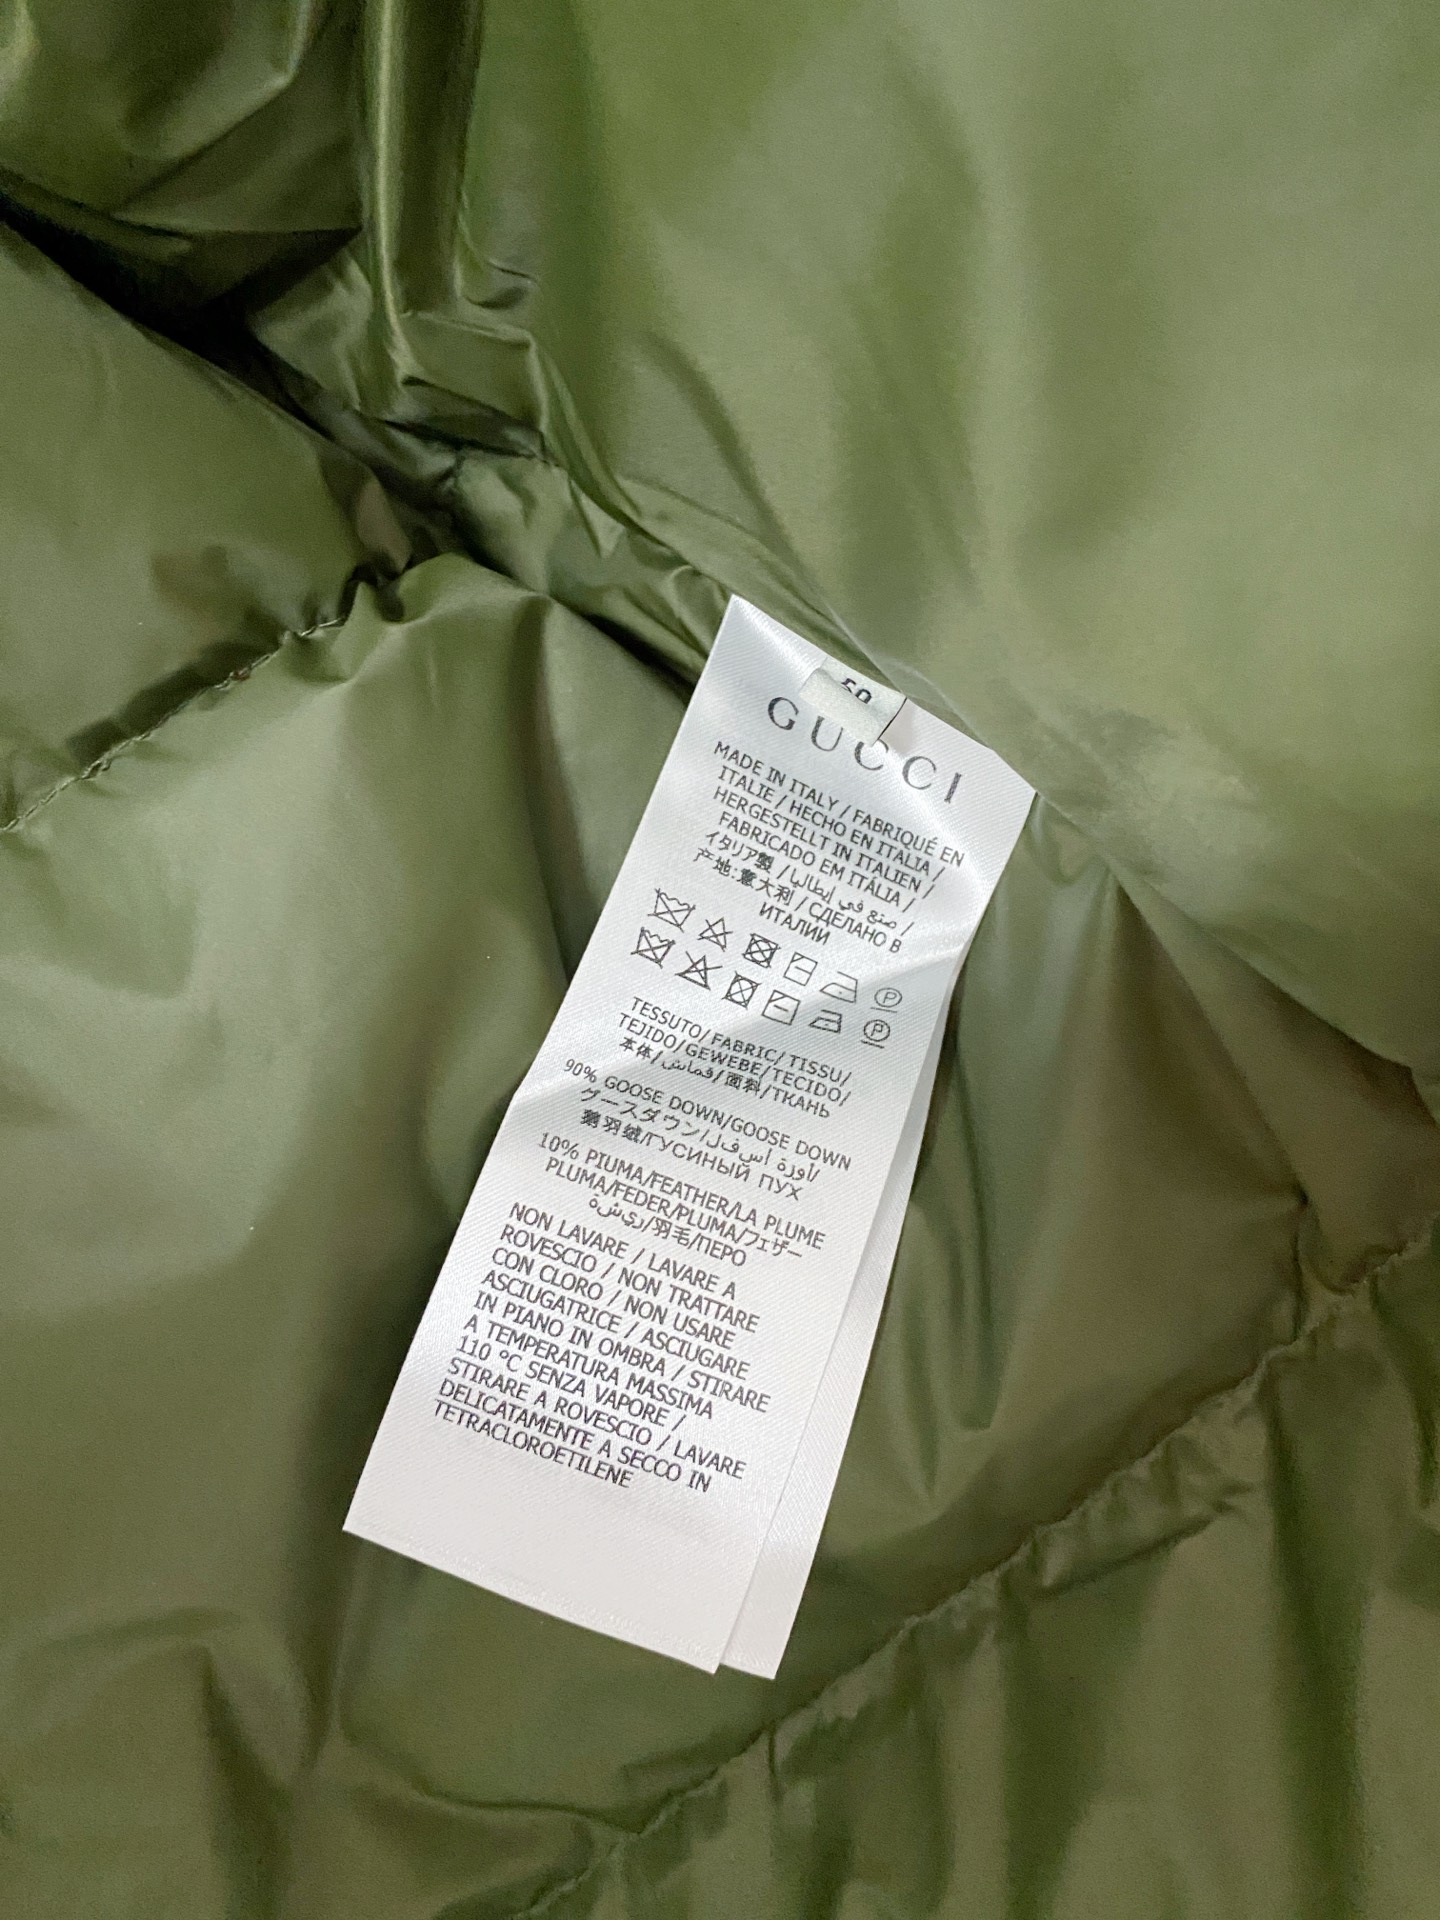 50
GUCCI
MADE IN ITALY / FABRIQUÉ EN
ITALIE / HECHO EN ITALIA /
HERGESTELLT IN ITALIEN /
FABRICADO EM ITÁLIA /
イタリア製 / صنع في إيطاليا /
产地:意大利 / СДЕЛАНО В
ИТАЛИИ
P
P
TESSUTO/FABRIC/TISSU/
TEJIDO/GEWEBE/TECIDO/
本体/قماش/面料/ТКАНЬ
90% GOOSE DOWN/GOOSE DOWN
グースダウン/أوزة اسفل/
鹅羽绒/ГУСИНЫЙ ПУХ
10% PIUMA/FEATHER/LA PLUME
PLUMA/FEDER/PLUMA/フェザー
ريشة/羽毛/ПЕРО
NON LAVARE / LAVARE A
ROVESCIO / NON TRATTARE
CON CLORO / NON USARE
ASCIUGATRICE / ASCIUGARE
IN PIANO IN OMBRA / STIRARE
A TEMPERATURA MASSIMA
110 °C SENZA VAPORE /
STIRARE A ROVESCIO / LAVARE
DELICATAMENTE A SECCO IN
TETRACLOROETILENE